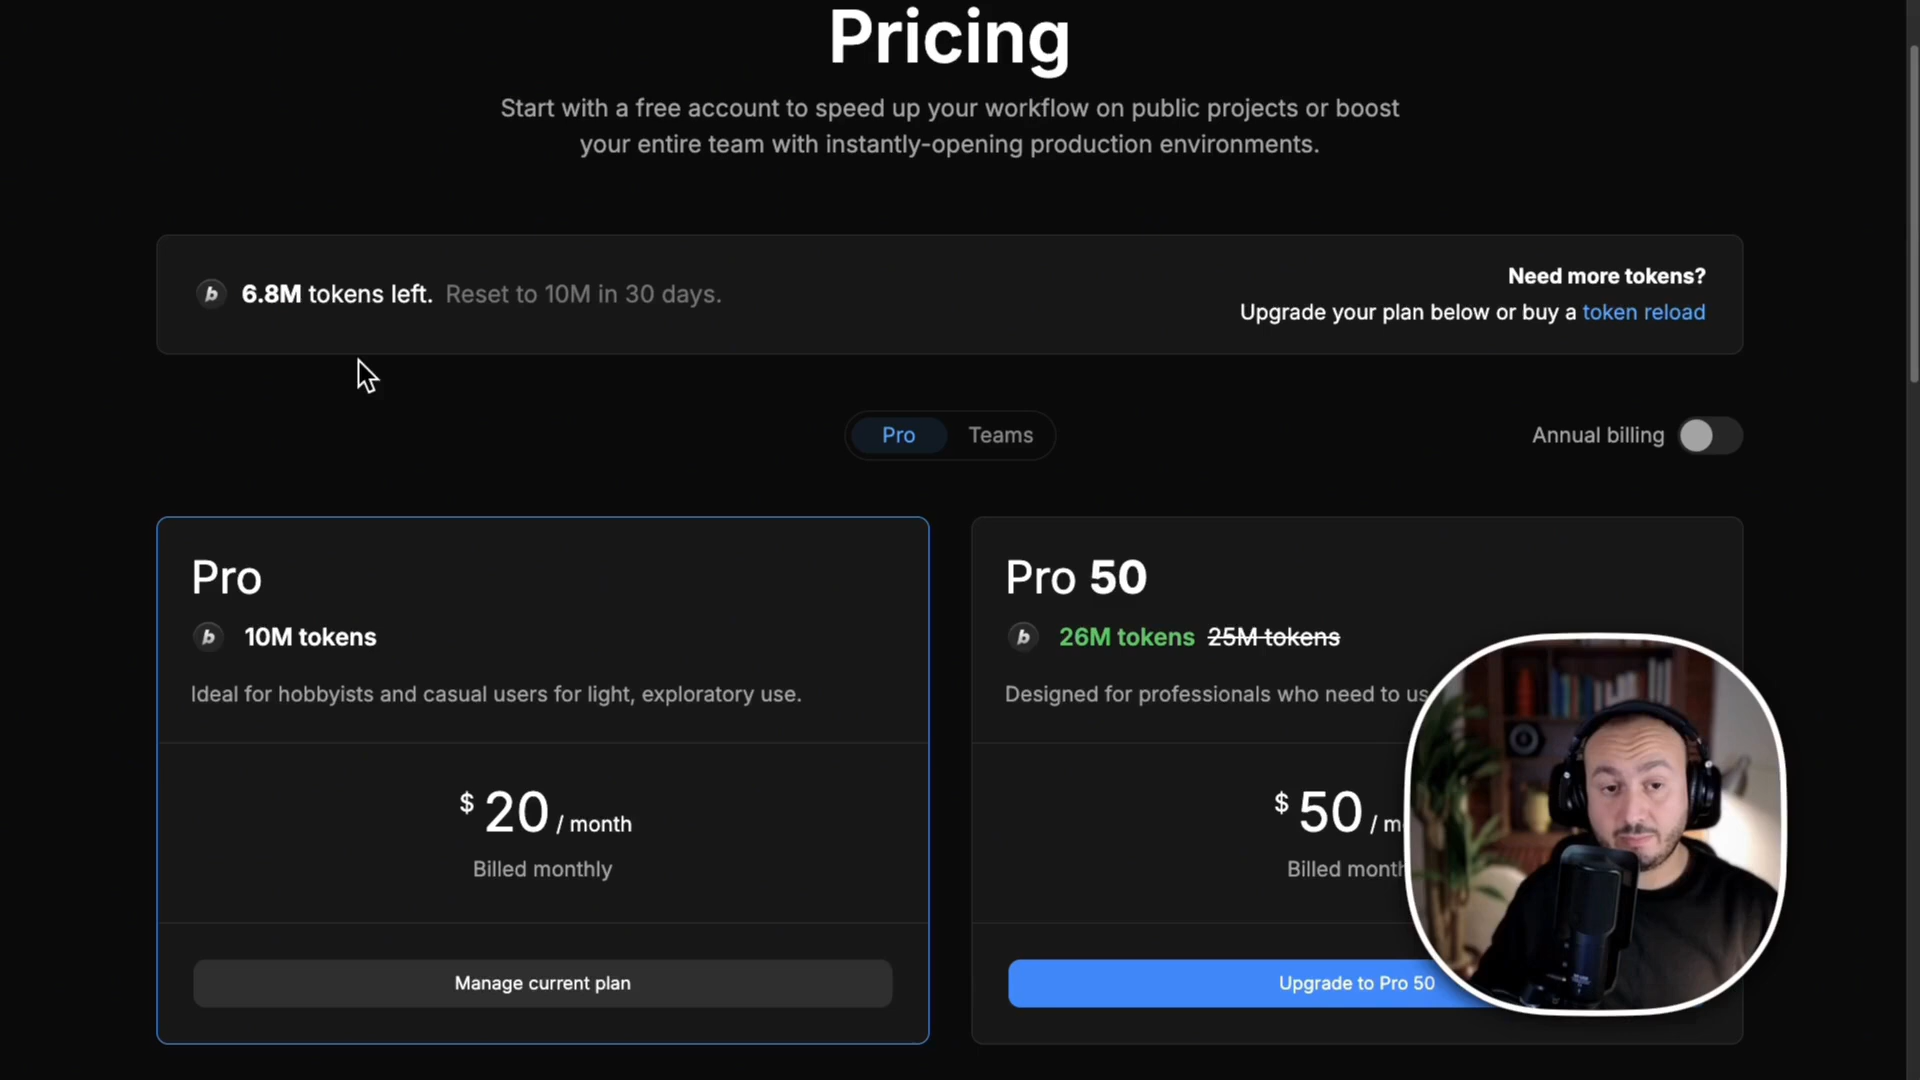 Pricing
Start with a free account to speed up your workflow on public projects or boost
your entire team with instantly-opening production environments.
b 6.8M tokens left. Reset to 10M in 30 days.
Need more tokens?
Upgrade your plan below or buy a token reload
Pro Teams
Annual billing
Pro
b 10M tokens
Ideal for hobbyists and casual users for light, exploratory use.
$ 20 / month
Billed monthly
Manage current plan
Pro 50
b 26M tokens 25M tokens
Designed for professionals who need to us
$ 50 / m
Billed month
Upgrade to Pro 50